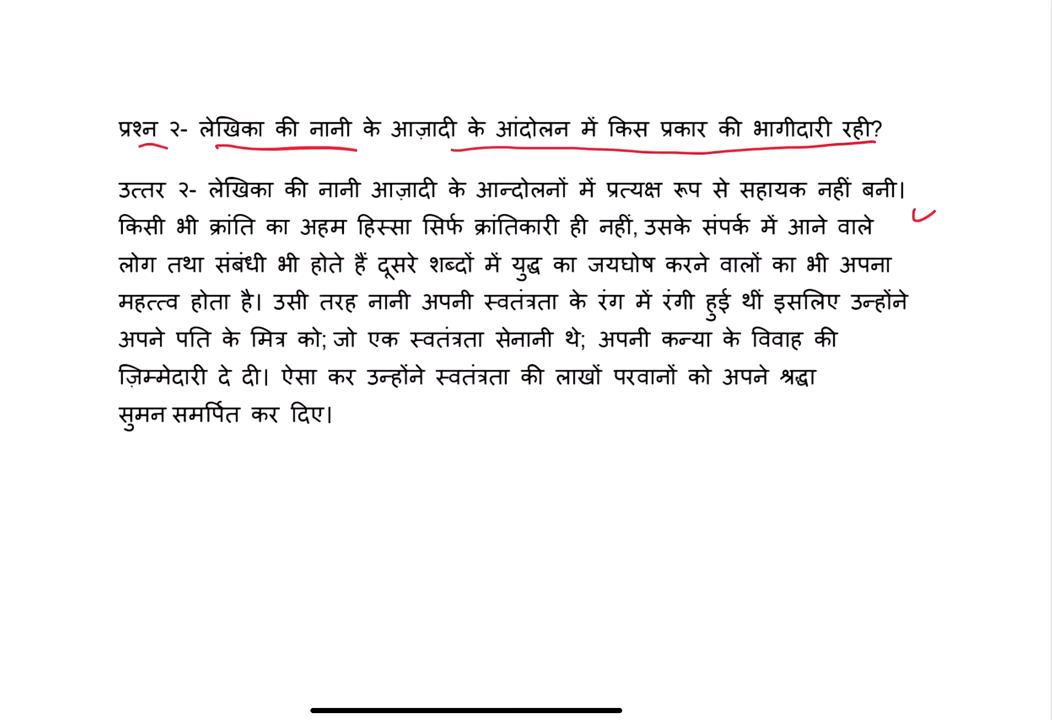 प्रश्न २- लेखिका की नानी के आज़ादी के आंदोलन में किस प्रकार की भागीदारी रही?
उत्तर २- लेखिका की नानी आज़ादी के आन्दोलनों में प्रत्यक्ष रूप से सहायक नहीं बनी।
किसी भी क्रांति का अहम हिस्सा सिर्फ क्रांतिकारी ही नहीं, उसके संपर्क में आने वाले
लोग तथा संबंधी भी होते हैं दूसरे शब्दों में युद्ध का जयघोष करने वालों का भी अपना
महत्त्व होता है। उसी तरह नानी अपनी स्वतंत्रता के रंग में रंगी हुई थीं इसलिए उन्होंने
अपने पति के मित्र को; जो एक स्वतंत्रता सेनानी थे; अपनी कन्या के विवाह की
ज़िम्मेदारी दे दी। ऐसा कर उन्होंने स्वतंत्रता की लाखों परवानों को अपने श्रद्धा
सुमन समर्पित कर दिए।